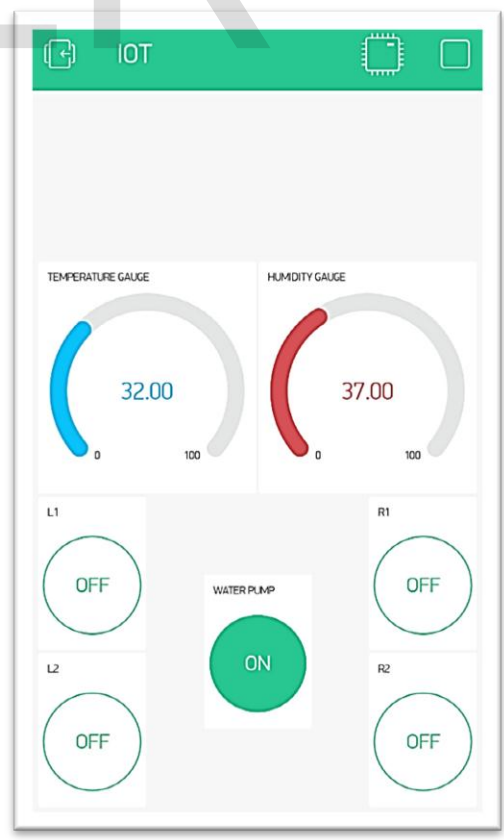 IOT
TEMPERATURE GAUGE
HUMIDITY GAUGE
32.00
37.00
0
100
0
100
L1
R1
OFF
OFF
WATER PUMP
ON
L2
R2
OFF
OFF